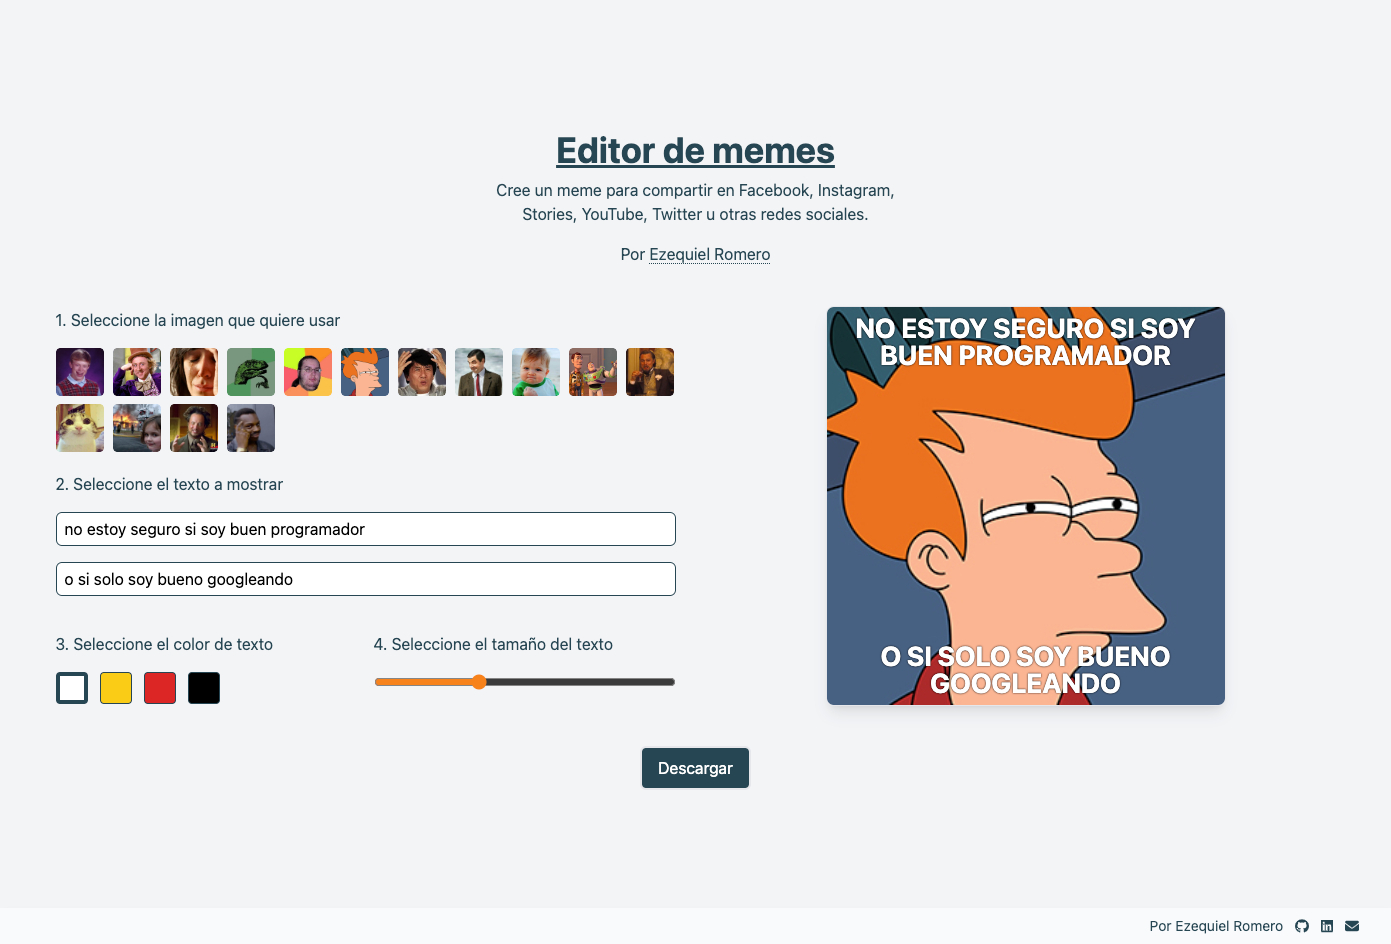 Editor de memes
Cree un meme para compartir en Facebook, Instagram,
Stories, YouTube, Twitter u otras redes sociales.
Por Ezequiel Romero
1. Seleccione la imagen que quiere usar
2. Seleccione el texto a mostrar
no estoy seguro si soy buen programador
o si solo soy bueno googleando
3. Seleccione el color de texto
4. Seleccione el tamaño del texto
NO ESTOY SEGURO SI SOY
BUEN PROGRAMADOR
O SI SOLO SOY BUENO
GOOGLEANDO
Descargar
Por Ezequiel Romero